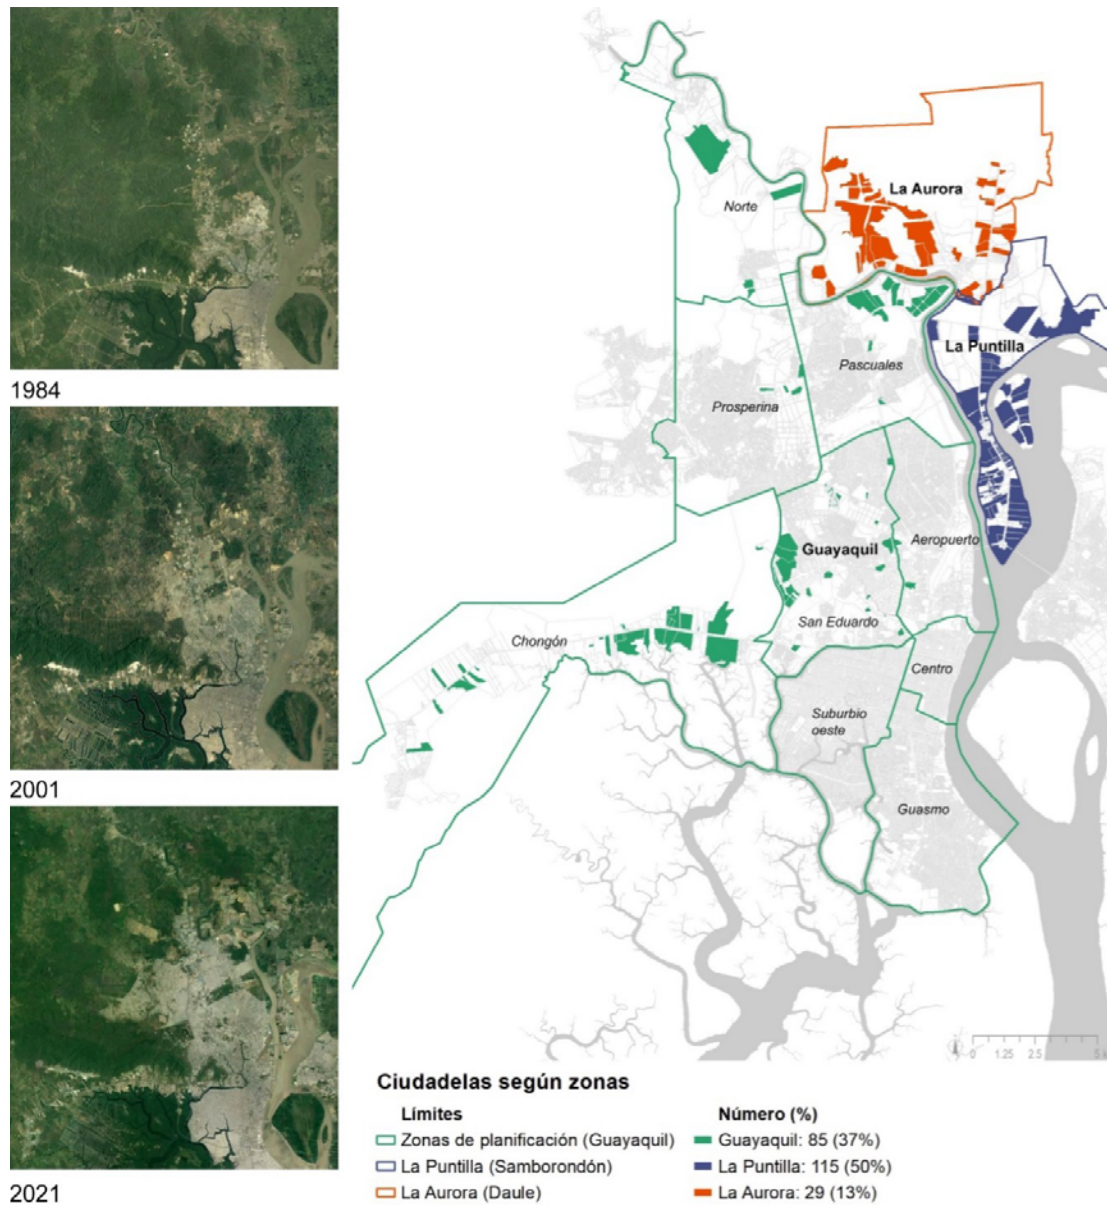 1984
2001
2021
Norte
La Aurora
La Puntilla
Pascuales
Prosperina
Guayaquil
Aeropuerto
San Eduardo
Chongón
Centro
Suburbio
oeste
Guasmo
0 1.25 2.5 5 k
Ciudadelas según zonas
Límites
Zonas de planificación (Guayaquil)
La Puntilla (Samborondón)
La Aurora (Daule)
Número (%)
Guayaquil: 85 (37%)
La Puntilla: 115 (50%)
La Aurora: 29 (13%)